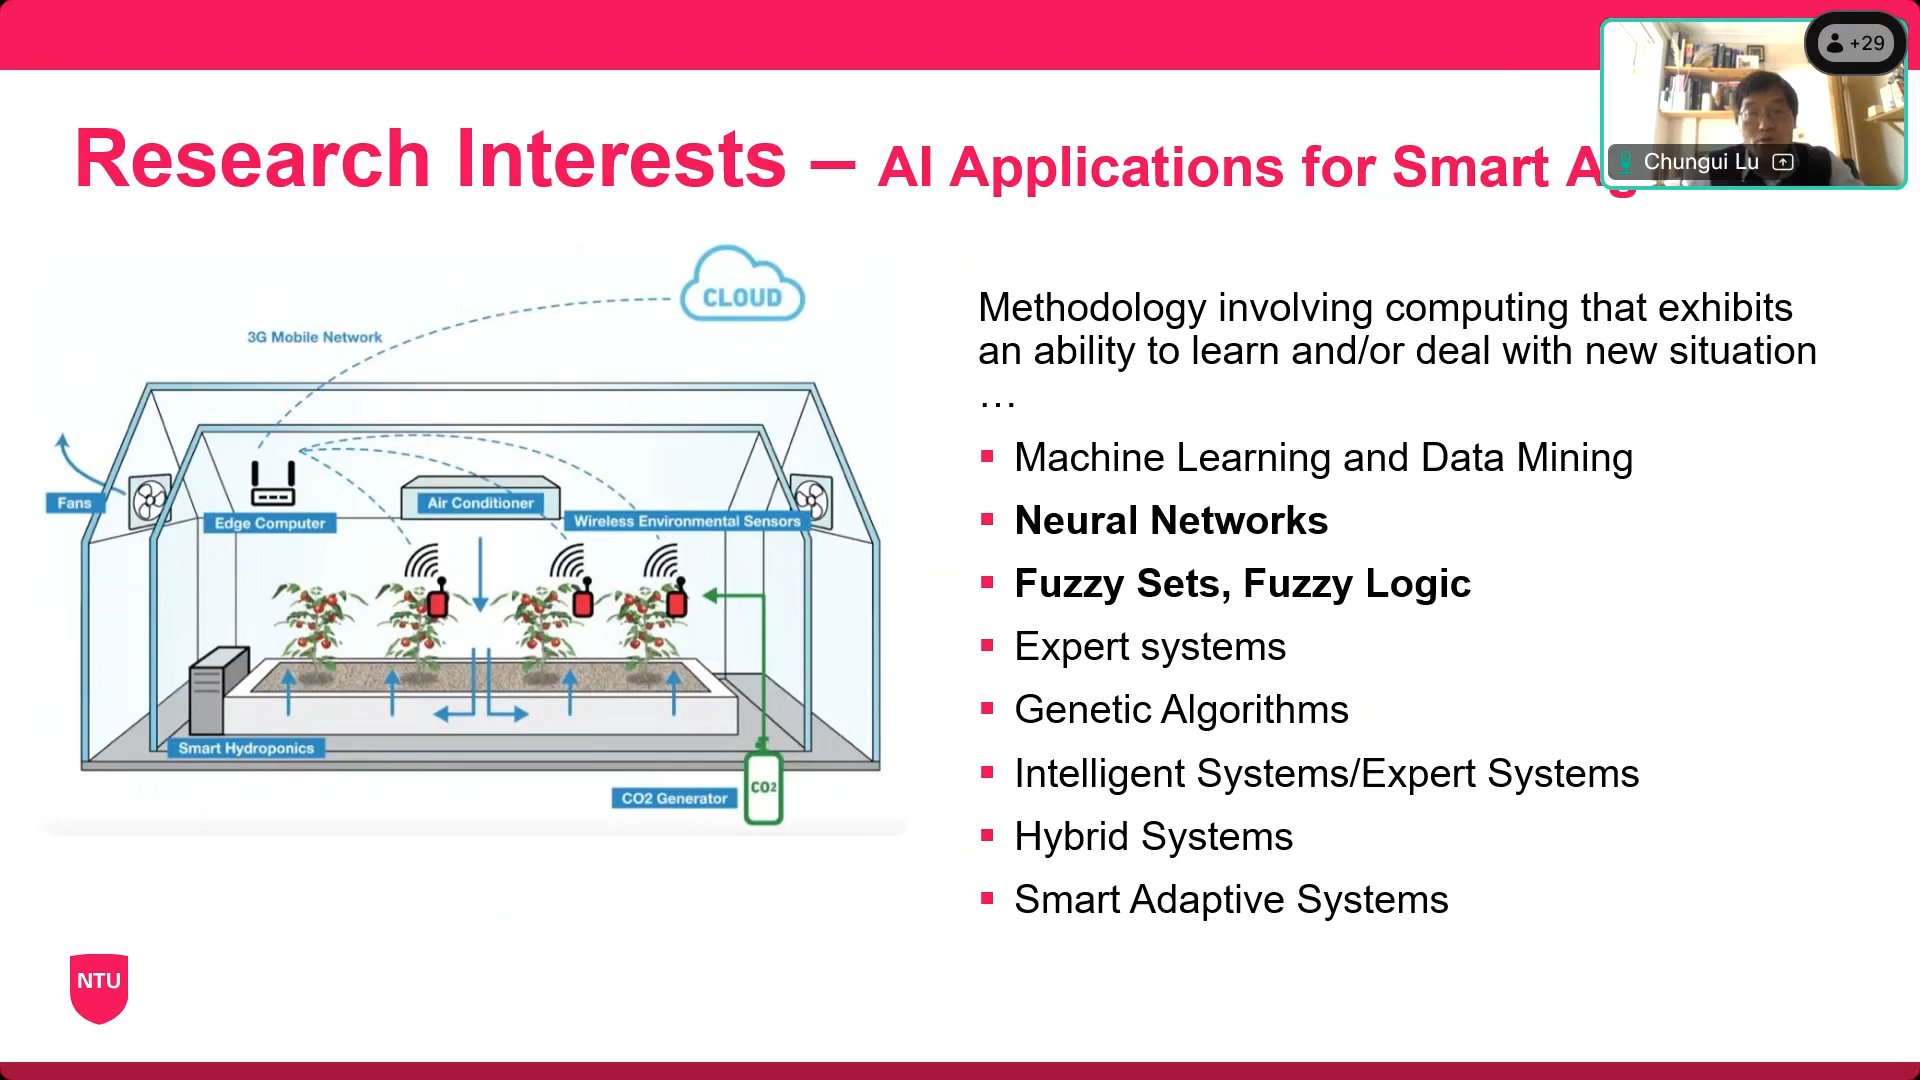 +29
Chungui Lu
Research Interests – AI Applications for Smart
CLOUD
3G Mobile Network
Fans
Edge Computer
Air Conditioner
Wireless Environmental Sensors
Smart Hydroponics
CO2 Generator
CO2
Methodology involving computing that exhibits
an ability to learn and/or deal with new situation
…
▪ Machine Learning and Data Mining
▪ Neural Networks
▪ Fuzzy Sets, Fuzzy Logic
▪ Expert systems
▪ Genetic Algorithms
▪ Intelligent Systems/Expert Systems
▪ Hybrid Systems
▪ Smart Adaptive Systems
NTU